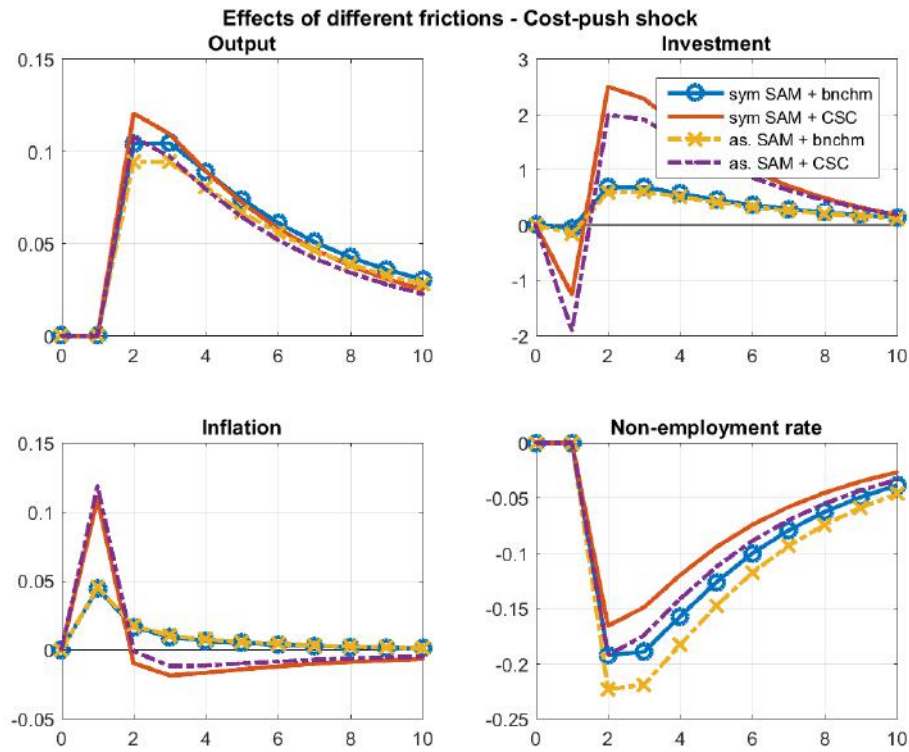 Effects of different frictions - Cost-push shock
Output
0.15
0.1
0.05
0
0 2 4 6 8 10
Investment
3
2
1
0
-1
-2
0 2 4 6 8 10
sym SAM + bnchm
sym SAM + CSC
as. SAM + bnchm
as. SAM + CSC
Inflation
0.15
0.1
0.05
0
-0.05
0 2 4 6 8 10
Non-employment rate
0
-0.05
-0.1
-0.15
-0.2
-0.25
0 2 4 6 8 10